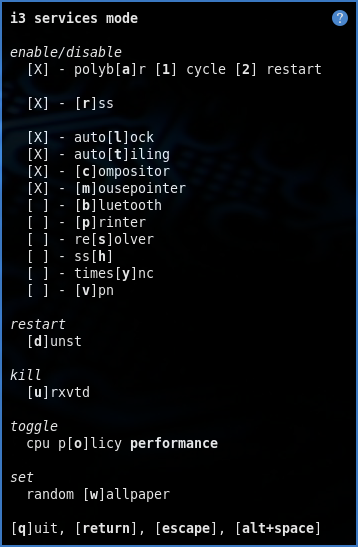 i3 services mode
?
enable/disable
[X] - polyb[a]r [1] cycle [2] restart
[X] - [r]ss
[X] - auto[l]ock
[X] - auto[t]iling
[X] - [c]ompositor
[X] - [m]ousepointer
[ ] - [b]luetooth
[ ] - [p]rinter
[ ] - re[s]olver
[ ] - ss[h]
[ ] - times[y]nc
[ ] - [v]pn
restart
[d]unst
kill
[u]rxvtd
toggle
cpu p[o]licy performance
set
random [w]allpaper
[q]uit, [return], [escape], [alt+space]